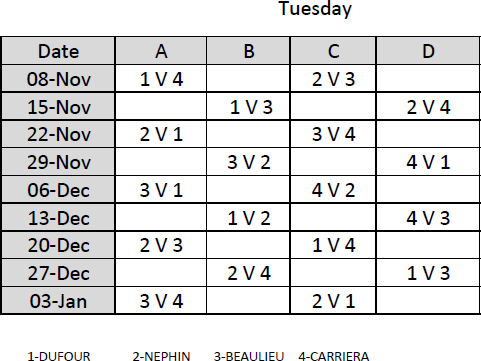 Tuesday
Date A B C D
08-Nov 1 V 4 2 V 3
15-Nov 1 V 3 2 V 4
22-Nov 2 V 1 3 V 4
29-Nov 3 V 2 4 V 1
06-Dec 3 V 1 4 V 2
13-Dec 1 V 2 4 V 3
20-Dec 2 V 3 1 V 4
27-Dec 2 V 4 1 V 3
03-Jan 3 V 4 2 V 1
1-DUFOUR 2-NEPHIN 3-BEAULIEU 4-CARRIERA